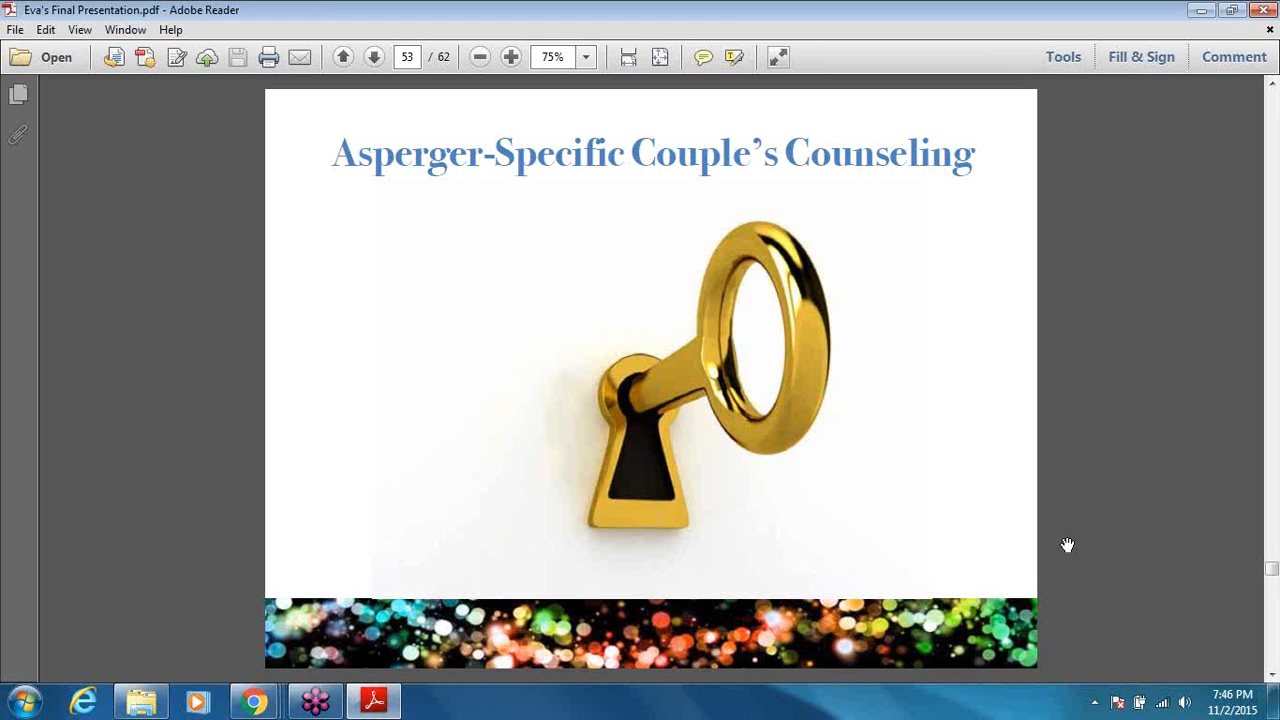 Eva's Final Presentation.pdf - Adobe Reader
File Edit View Window Help
Open 53 / 62 75% Tools Fill & Sign Comment
Asperger-Specific Couple's Counseling
7:46 PM
11/2/2015